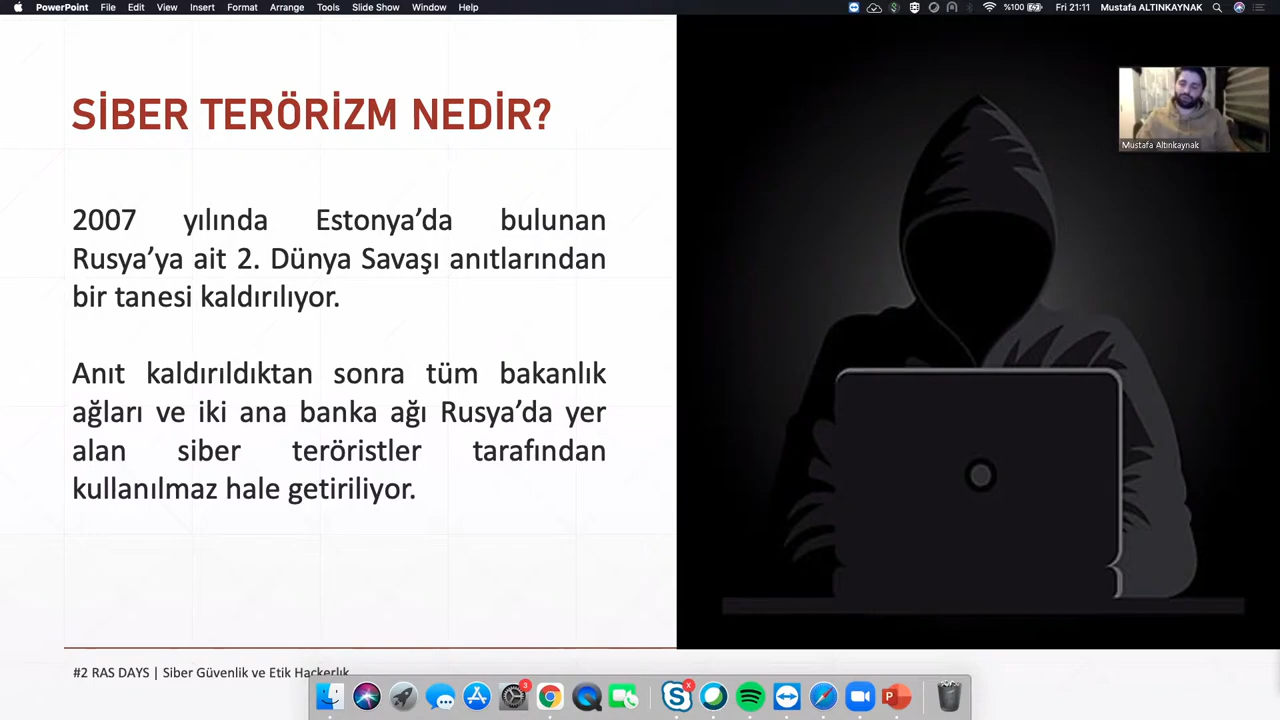 PowerPoint File Edit View Insert Format Arrange Tools Slide Show Window Help %100 Fri 21:11 Mustafa ALTINKAYNAK
SİBER TERÖRİZM NEDİR?
Mustafa Altınkaynak
2007 yılında Estonya’da bulunan
Rusya’ya ait 2. Dünya Savaşı anıtlarından
bir tanesi kaldırılıyor.
Anıt kaldırıldıktan sonra tüm bakanlık
ağları ve iki ana banka ağı Rusya’da yer
alan siber teröristler tarafından
kullanılmaz hale getiriliyor.
#2 RAS DAYS | Siber Güvenlik ve Etik Hackerlık
3